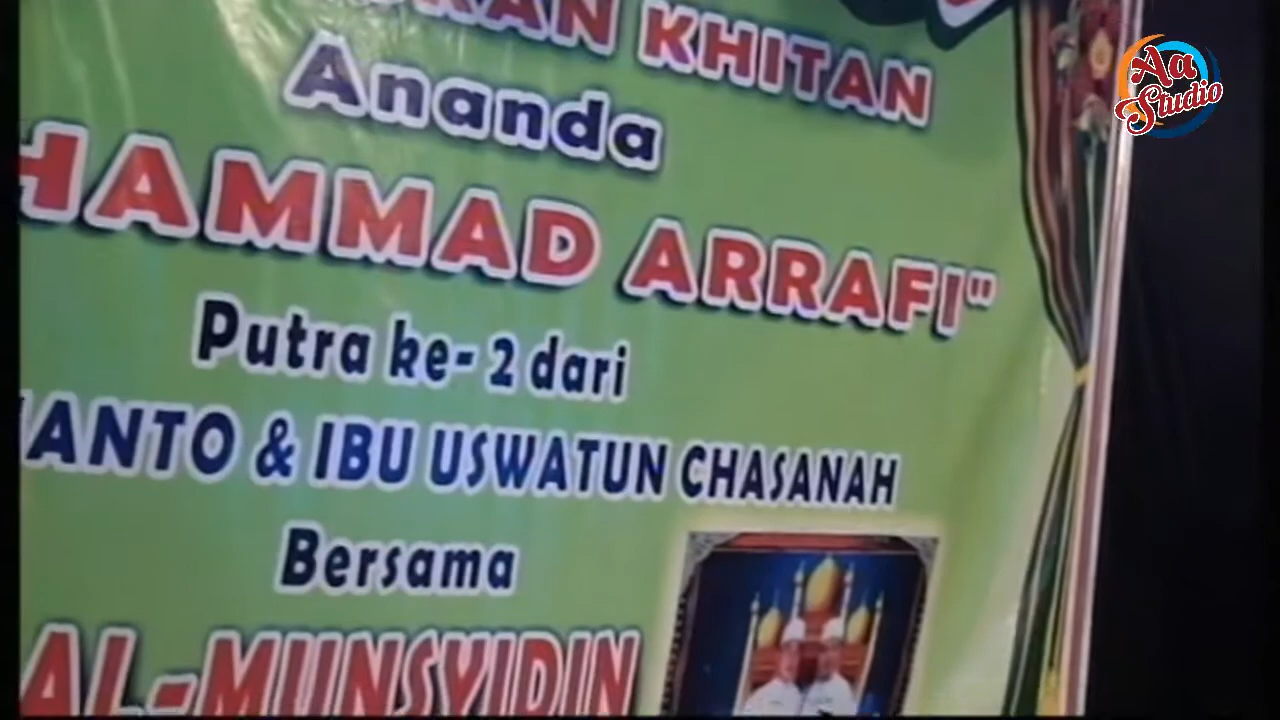 KHITAN
Ananda
HAMMAD ARRAFI"
Putra ke-2 dari
ANTO & IBU USWATUN CHASANAH
Bersama
AL-MUNSYIDIN
Aa
Studio